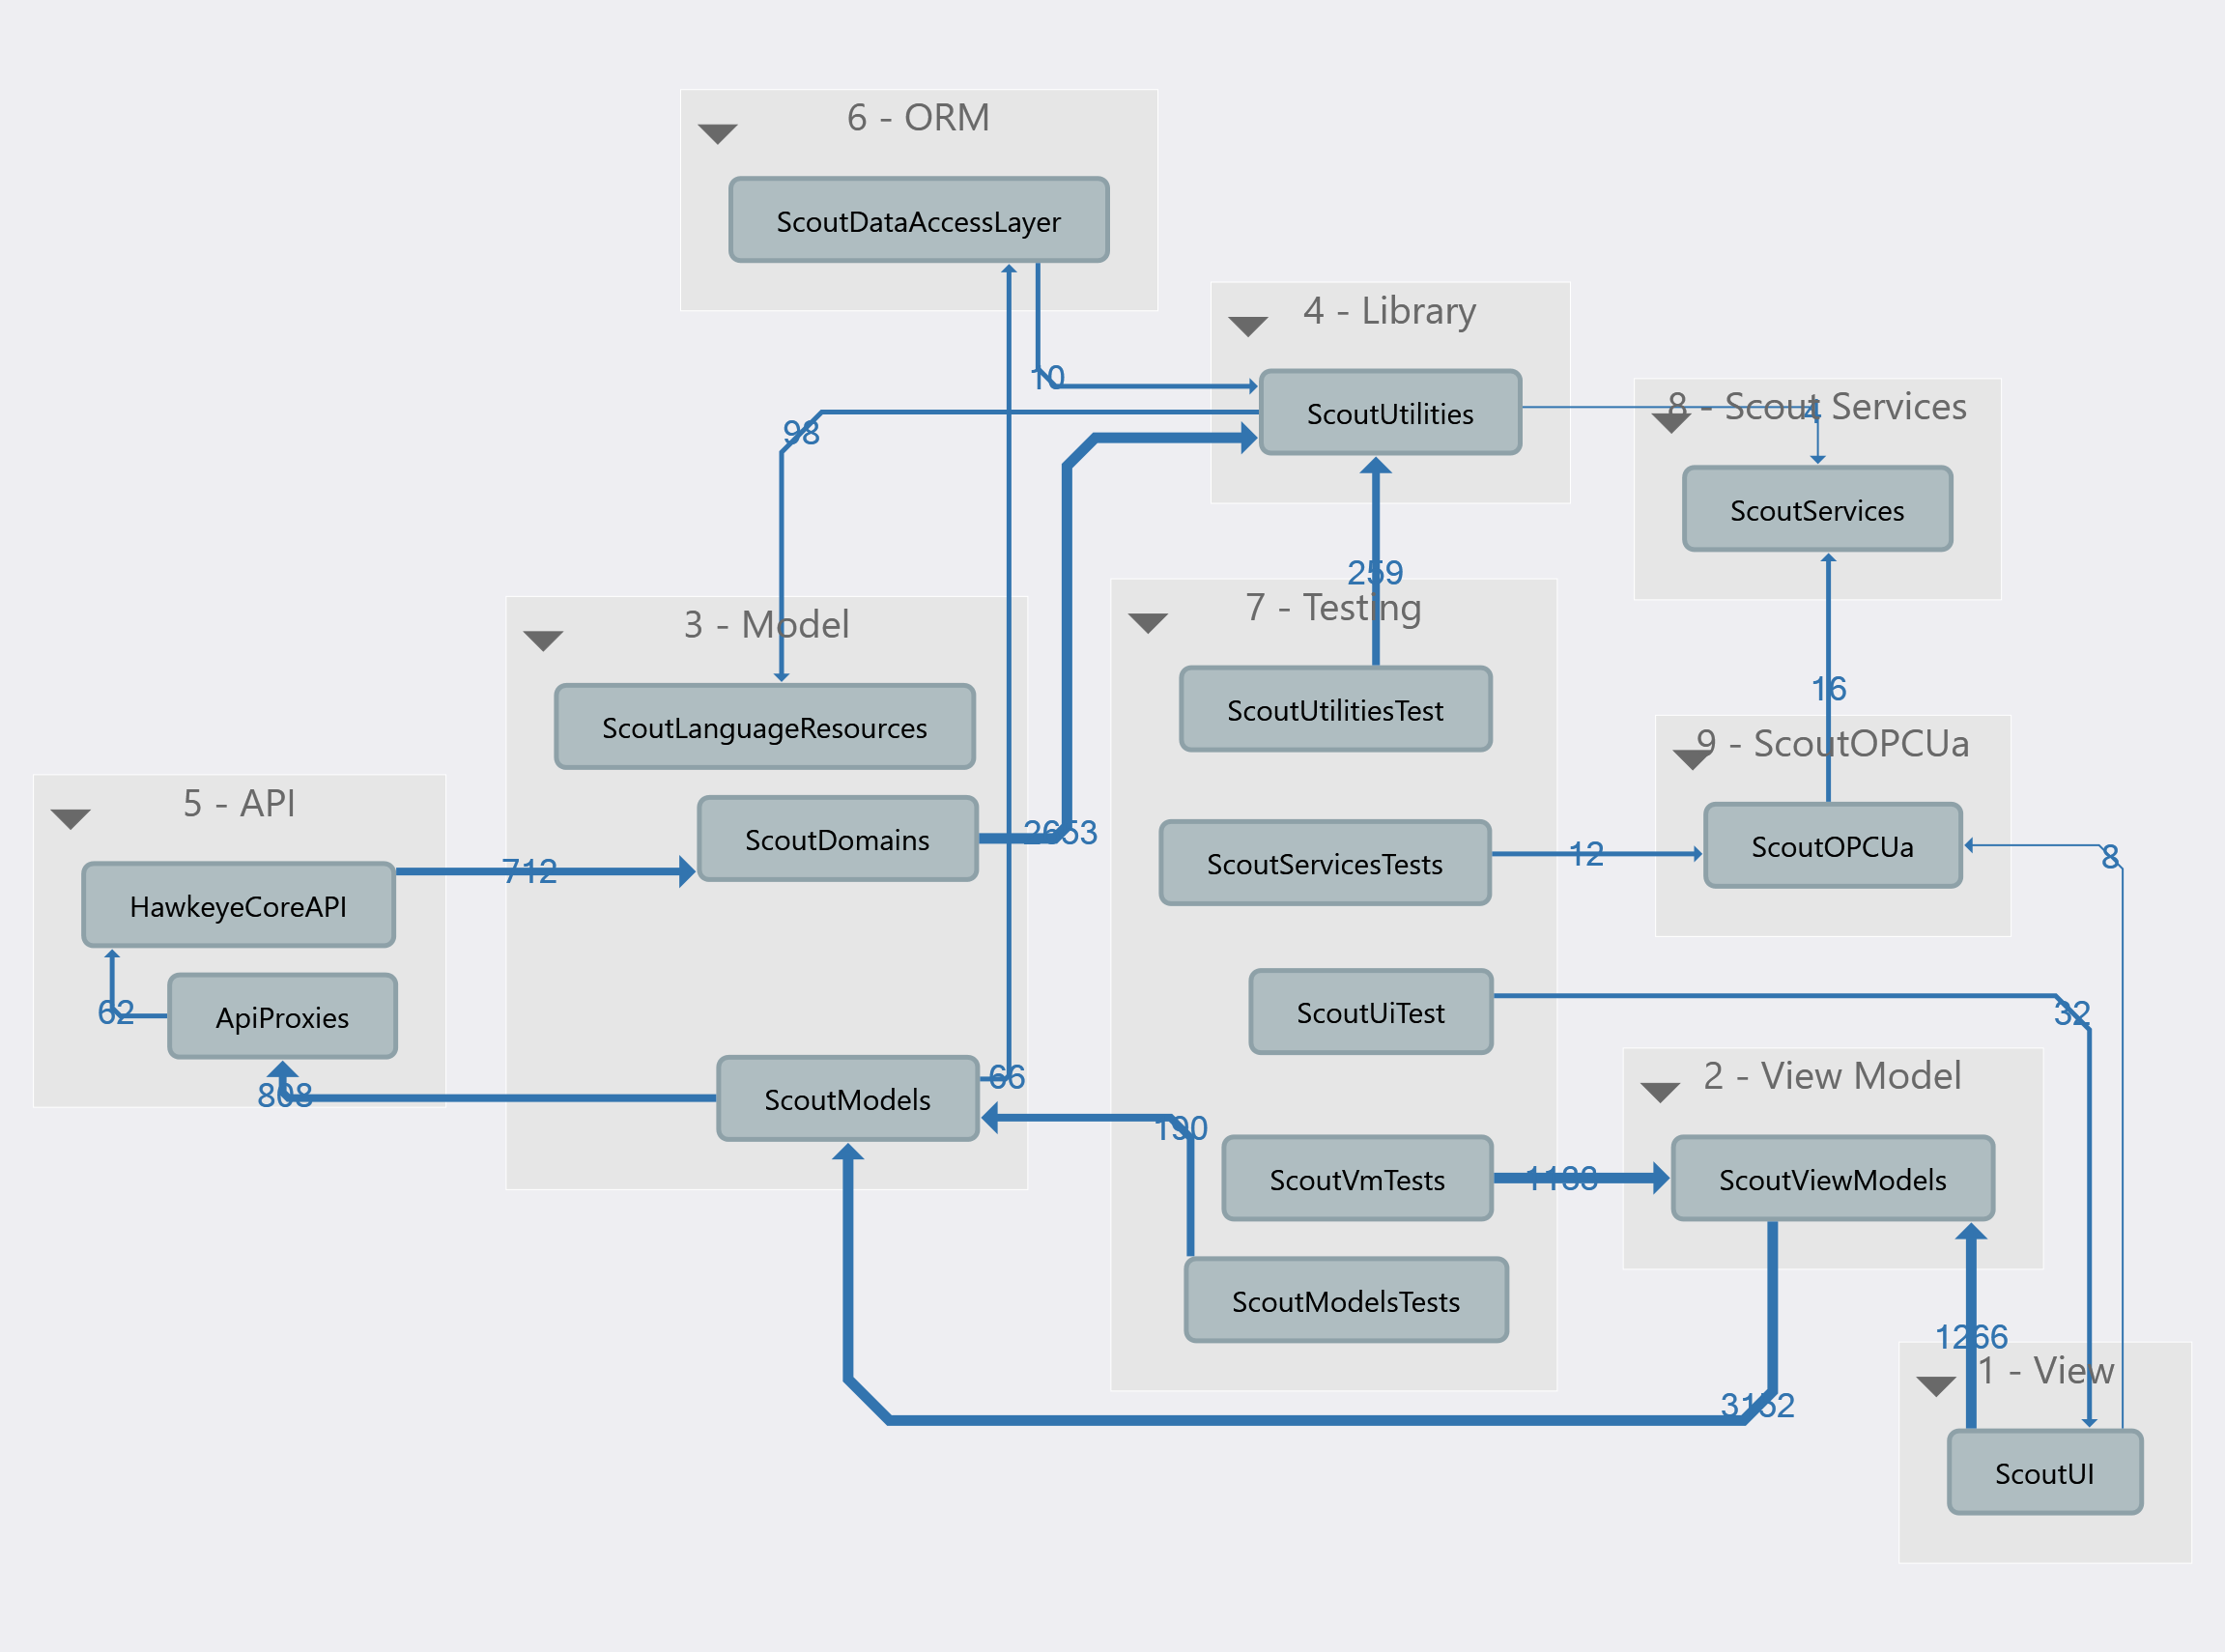 6 - ORM
ScoutDataAccessLayer
10
4 - Library
ScoutUtilities
98
8 - Scout Services
4
ScoutServices
259
7 - Testing
3 - Model
ScoutLanguageResources
ScoutUtilitiesTest
16
9 - ScoutOPCUa
5 - API
ScoutDomains
2653
ScoutServicesTests
12
ScoutOPCUa
8
712
HawkeyeCoreAPI
62
ApiProxies
ScoutUiTest
32
808
ScoutModels
66
190
2 - View Model
ScoutVmTests
ScoutViewModels
ScoutModelsTests
1266
1 - View
3152
ScoutUI